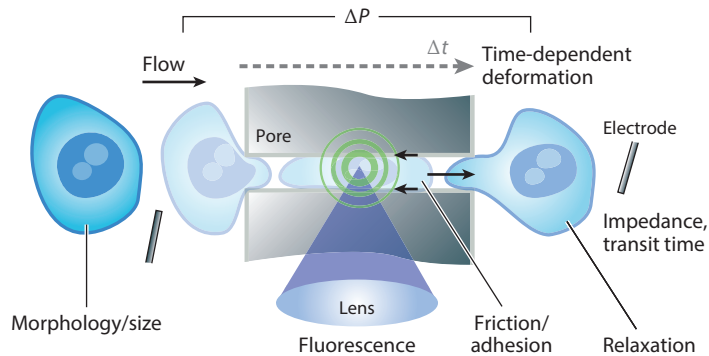 ΔP
Flow
Δt
Time-dependent
deformation
Pore
Electrode
Impedance,
transit time
Lens
Morphology/size
Fluorescence
Friction/
adhesion
Relaxation